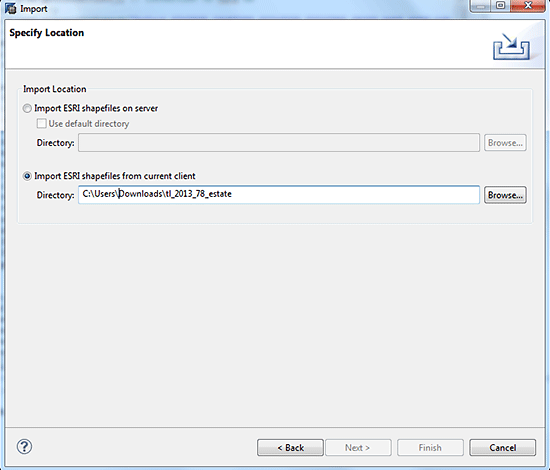 Import
Specify Location
Import Location
Import ESRI shapefiles on server
Use default directory
Directory:
Browse...
Import ESRI shapefiles from current client
Directory:
C:\Users\Downloads\tl_2013_78_estate
Browse...
?
< Back
Next >
Finish
Cancel